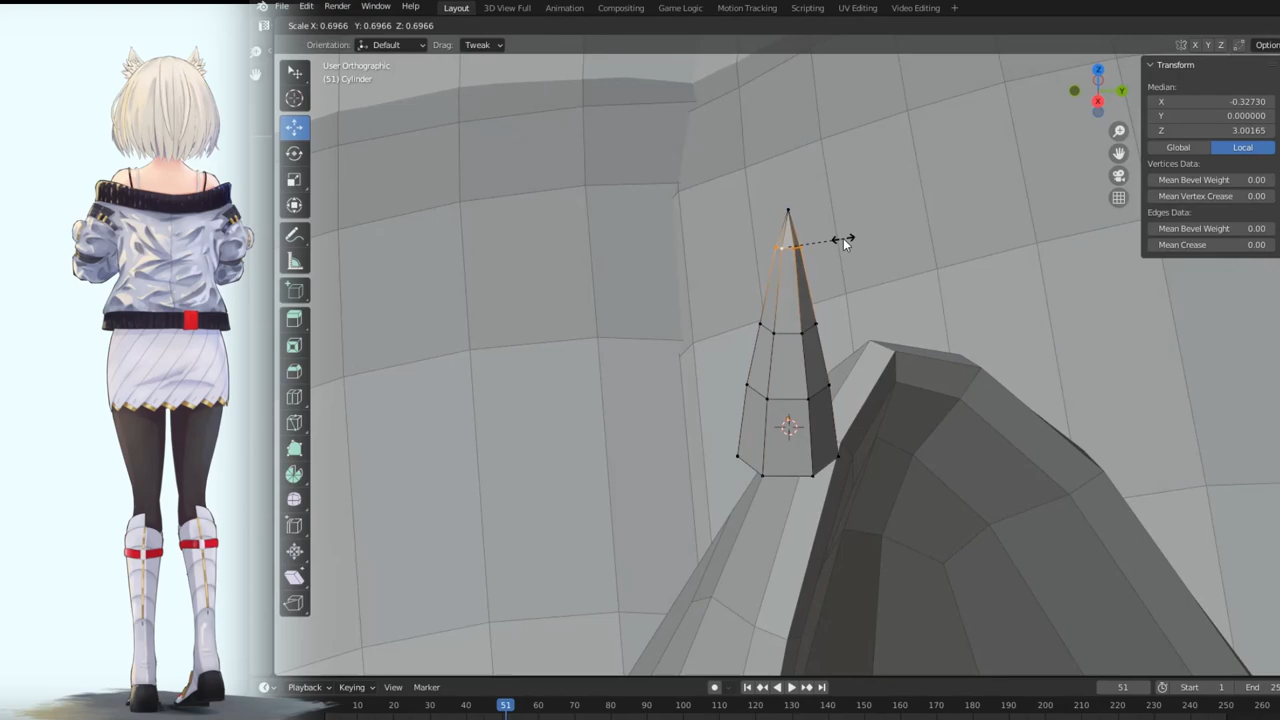 File Edit Render Window Help Layout 3D View Full Animation Compositing Game Logic Motion Tracking Scripting UV Editing Video Editing +
Scale X: 0.6966 Y: 0.6966 Z: 0.6966
Orientation: Default Drag: Tweak X Y Z Option
User Orthographic
(51) Cylinder
Z
Y
X
Transform
Median:
X -0.32730
Y 0.000000
Z 3.00165
Global Local
Vertices Data:
Mean Bevel Weight 0.00
Mean Vertex Crease 0.00
Edges Data:
Mean Bevel Weight 0.00
Mean Crease 0.00
Playback Keying View Marker 51 Start 1 End 25
10 20 30 40 51 60 70 80 90 100 110 120 130 140 150 160 170 180 190 200 210 220 230 240 250 260